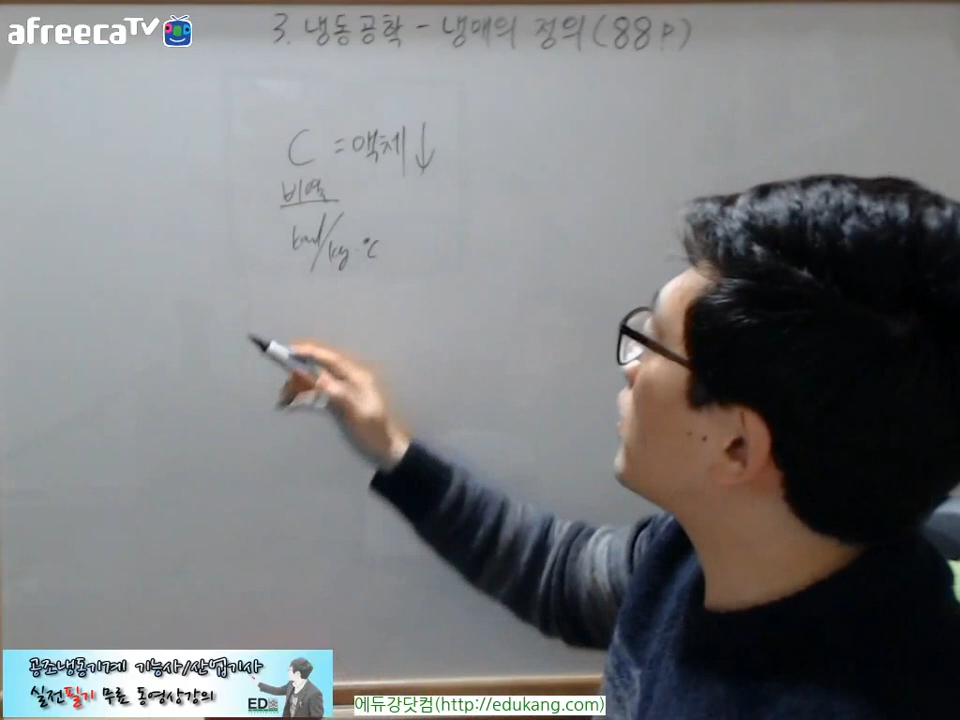 afreecaTV
3. 냉동공학 - 냉매의 정의 (88P)
C = 액체 ↓
비열
kcal/kg·℃
공조냉동기계 기능사/산업기사
실전필기 무료 동영상강의
ED
에듀강닷컴(http://edukang.com)